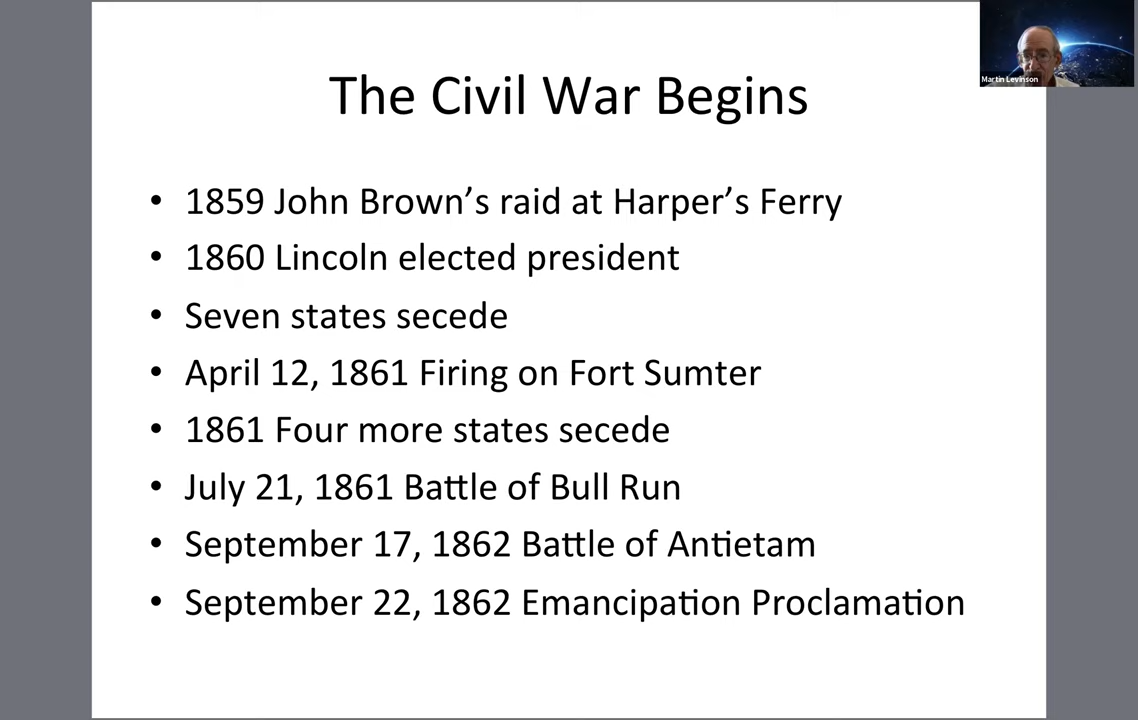 The Civil War Begins
Martin Levinson
• 1859 John Brown’s raid at Harper’s Ferry
• 1860 Lincoln elected president
• Seven states secede
• April 12, 1861 Firing on Fort Sumter
• 1861 Four more states secede
• July 21, 1861 Battle of Bull Run
• September 17, 1862 Battle of Antietam
• September 22, 1862 Emancipation Proclamation